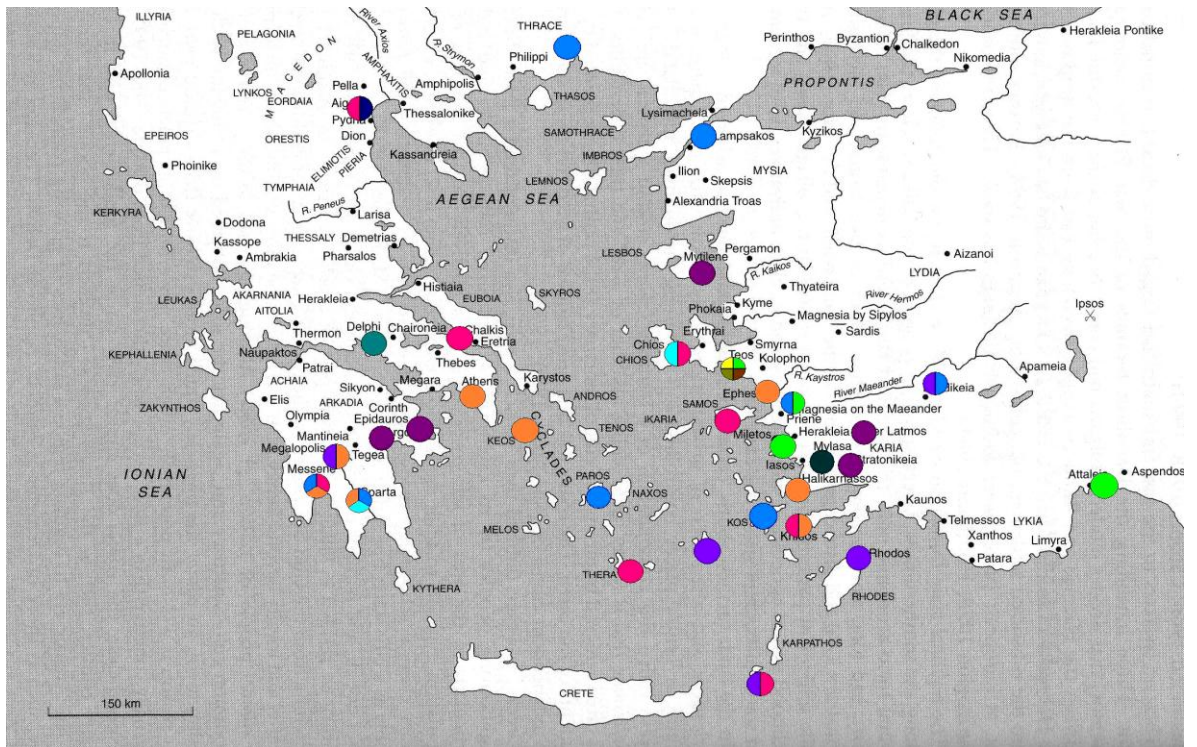 ILLYRIA
BLACK SEA
THRACE
River Axios
R. Strymon
Perinthos
Byzantion
Chalkedon
Herakleia Pontike
PELAGONIA
MACEDON
Apollonia
AMPHAXITIS
Philippi
Nikomedia
LYNKOS
Pella
Amphipolis
PROPONTIS
EORDAIA
THASOS
Thessalonike
Lysimacheia
EPEIROS
ORESTIS
Dion
SAMOTHRACE
Lampsakos
Kyzikos
Phoinike
ELIMIOTIS
PIERIA
Kassandreia
IMBROS
Ilion
MYSIA
TYMPHAIA
LEMNOS
Skepsis
AEGEAN SEA
R. Peneus
Alexandria Troas
KERKYRA
Larisa
Dodona
THESSALY
Demetrias
Kassope
Pharsalos
Ambrakia
LESBOS
Pergamon
Mytilene
Aizanoi
R. Kaikos
LYDIA
Histiaia
Thyateira
LEUKAS
AKARNANIA
Herakleia
EUBOIA
SKYROS
Kyme
River Hermos
Ipsos
AITOLIA
Phokaia
Magnesia by Sipylos
Thermon
Delphi
Chaironeia
Chalkis
Erythrai
Sardis
Eretria
Chios
Smyrna
KEPHALLENIA
Naupaktos
Thebes
CHIOS
Teos
Kolophon
Patrai
R. Kaystros
Apameia
ACHAIA
Sikyon
Megara
Athens
Karystos
Ephes
River Maeander
dikeia
ZAKYNTHOS
Elis
ARKADIA
Corinth
ANDROS
SAMOS
agnesia on the Maeander
Olympia
Epidauros
IKARIA
Priene
Mantineia
KEOS
TENOS
Miletos
Megalopolis
Tegea
CYCLADES
Mylasa
KARIA
IONIAN SEA
Messene
Iasos
Stratonikeia
PAROS
NAXOS
Halikarnassos
Attaleia
Aspendos
Kaunos
MELOS
KOS
Telmessos
LYKIA
Xanthos
Limyra
Rhodos
Patara
THERA
KYTHERA
RHODES
KARPATHOS
CRETE
150 km